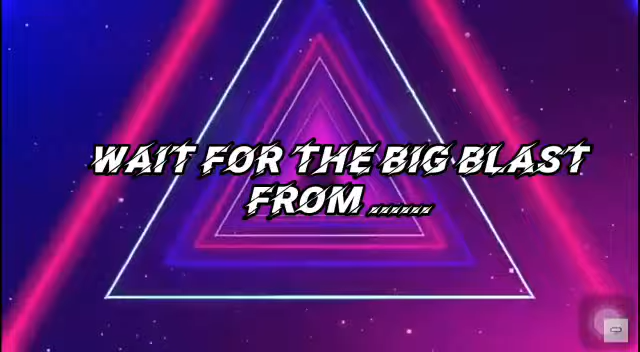 WAIT FOR THE BIG BLAST
FROM ......